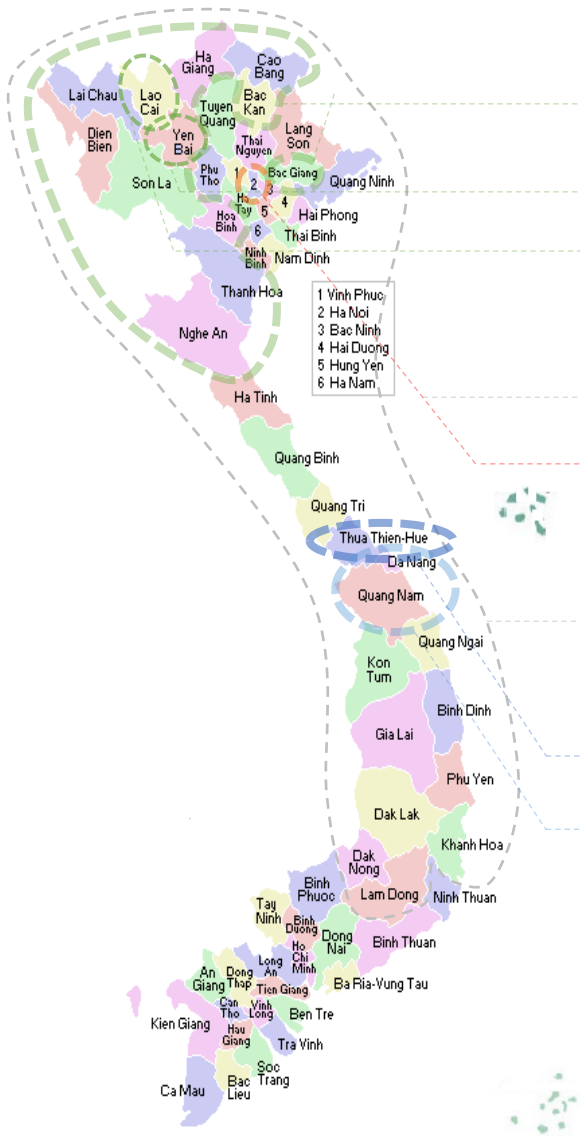 Ha
Giang
Cao
Bang
Lai Chau
Lao
Cai
Tuyen
Quang
Bac
Kan
Dien
Bien
Yen
Bai
Lang
Son
Thai
Nguyen
Son La
Phu
Tho
1
2
3
Bac Giang
Quang Ninh
Ha
Tay
4
5
Hai Phong
Hoa
Binh
6
Thai Binh
Ninh
Binh
Nam Dinh
Thanh Hoa
1 Vinh Phuc
2 Ha Noi
3 Bac Ninh
4 Hai Duong
5 Hung Yen
6 Ha Nam
Nghe An
Ha Tinh
Quang Binh
Quang Tri
Thua Thien-Hue
Da Nang
Quang Nam
Quang Ngai
Kon
Tum
Binh Dinh
Gia Lai
Phu Yen
Dak Lak
Khanh Hoa
Dak
Nong
Binh
Phuoc
Lam Dong
Ninh Thuan
Tay
Ninh
Binh
Duong
Dong
Nai
Binh Thuan
Ho
Chi
Minh
Long
An
An
Giang
Dong
Thap
Tien Giang
Ba Ria-Vung Tau
Can
Tho
Vinh
Long
Ben Tre
Kien Giang
Hau
Giang
Tra Vinh
Soc
Trang
Ca Mau
Bac
Lieu